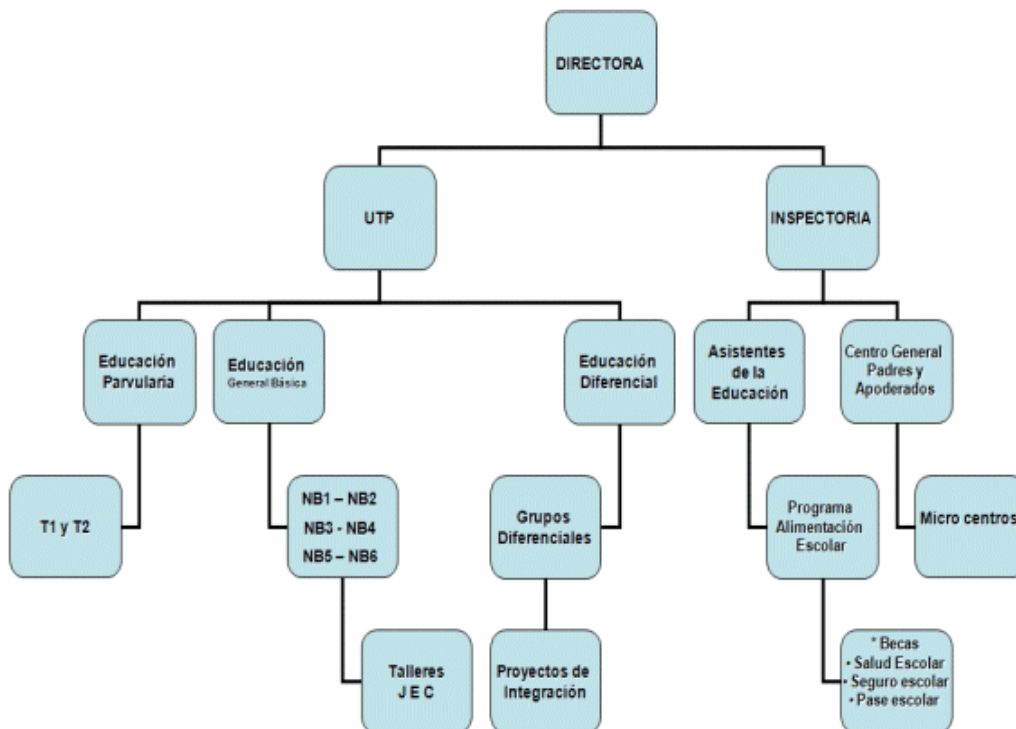 DIRECTORA
UTP
INSPECTORIA
Educación
Parvularia
Educación
General Básica
Educación
Diferencial
Asistentes
de la
Educación
Centro General
Padres y
Apoderados
T1 y T2
NB1 – NB2
NB3 - NB4
NB5 – NB6
Grupos
Diferenciales
Programa
Alimentación
Escolar
Micro centros
Talleres
J E C
Proyectos de
Integración
* Becas
• Salud Escolar
• Seguro escolar
• Pase escolar